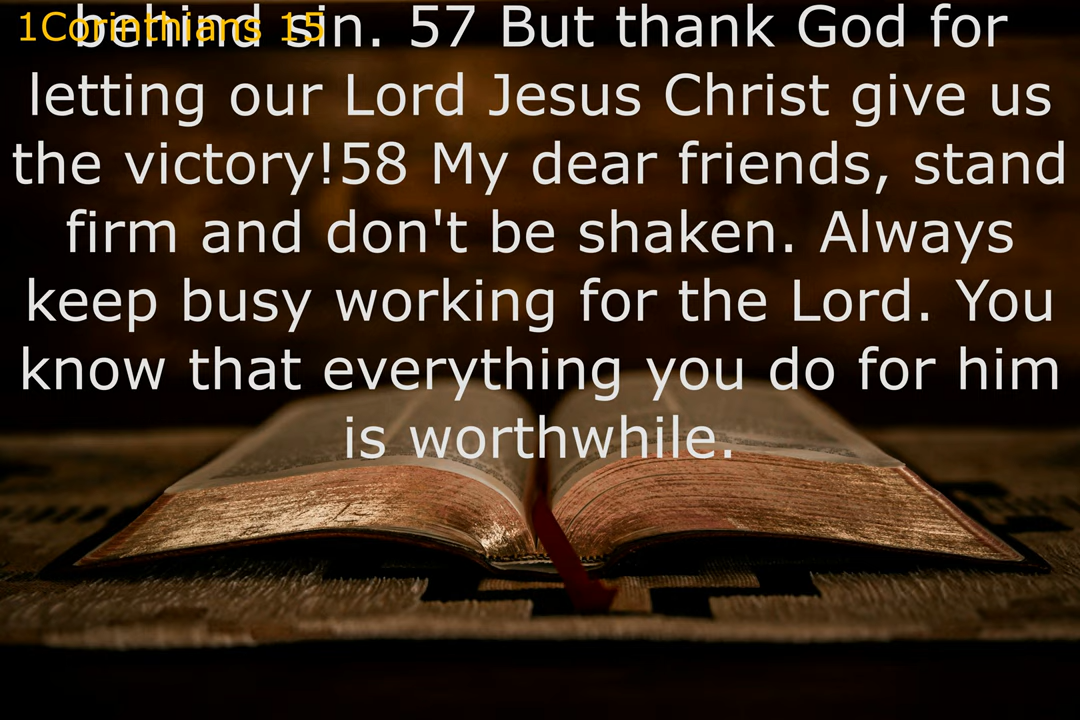 1Corinthians 15
behind sin. 57 But thank God for
letting our Lord Jesus Christ give us
the victory!58 My dear friends, stand
firm and don't be shaken. Always
keep busy working for the Lord. You
know that everything you do for him
is worthwhile.